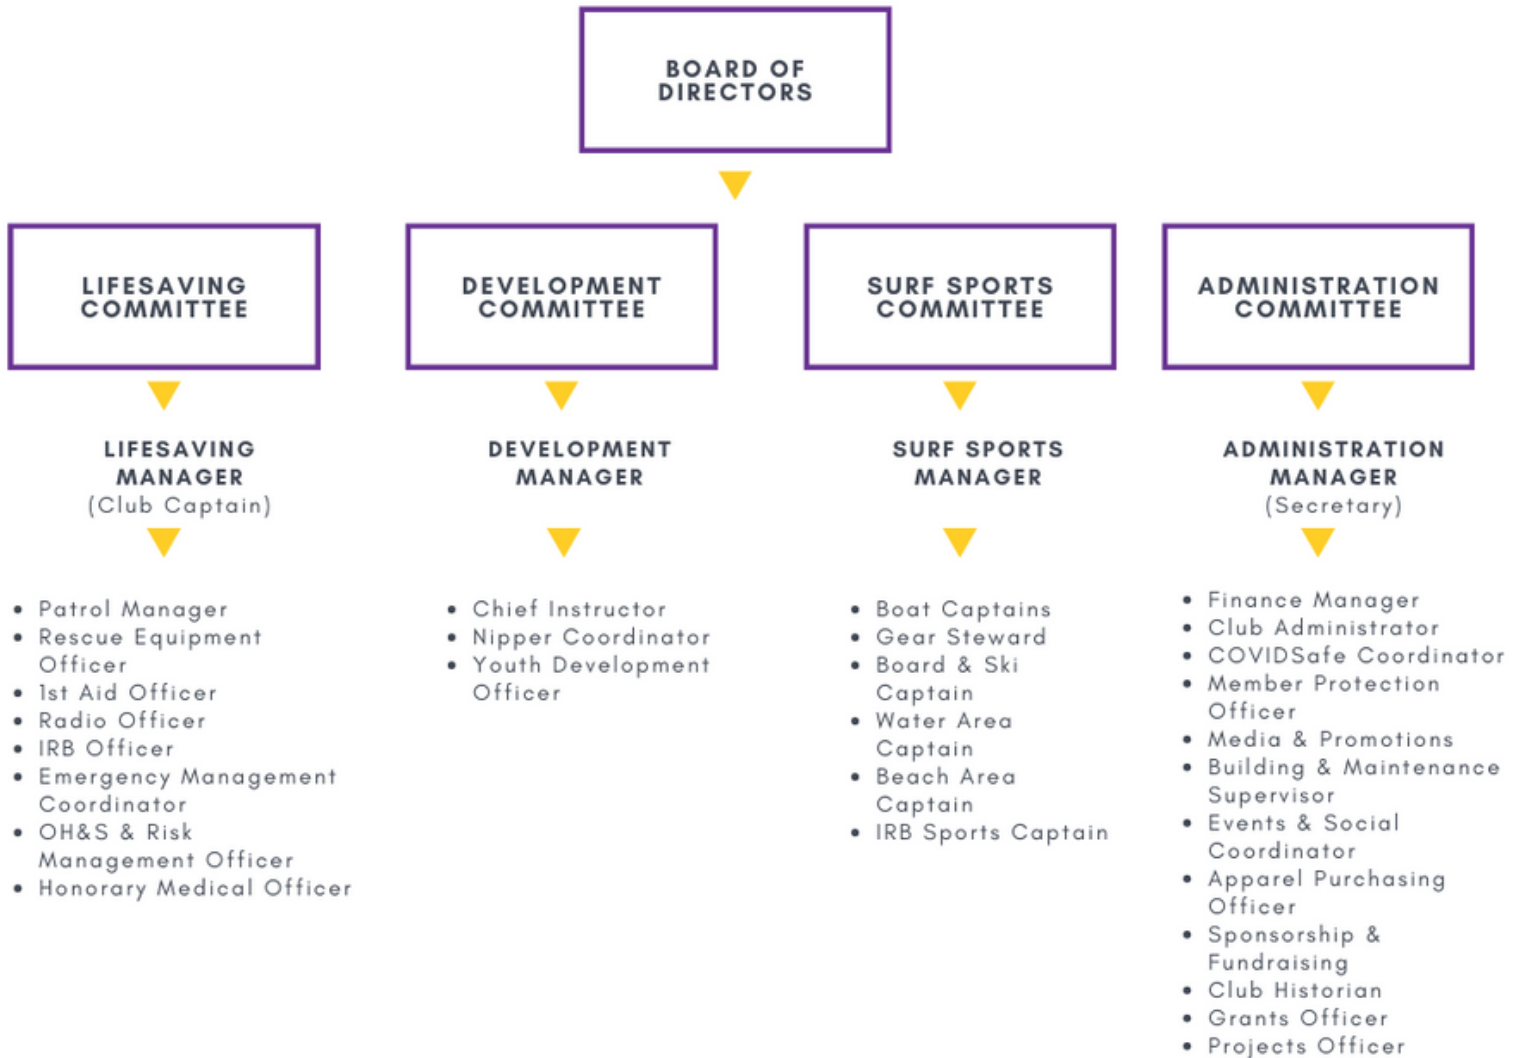 BOARD OF
DIRECTORS
LIFESAVING
COMMITTEE
DEVELOPMENT
COMMITTEE
SURF SPORTS
COMMITTEE
ADMINISTRATION
COMMITTEE
LIFESAVING
MANAGER
(Club Captain)
DEVELOPMENT
MANAGER
SURF SPORTS
MANAGER
ADMINISTRATION
MANAGER
(Secretary)
• Patrol Manager
• Rescue Equipment
Officer
• 1st Aid Officer
• Radio Officer
• IRB Officer
• Emergency Management
Coordinator
• OH&S & Risk
Management Officer
• Honorary Medical Officer
• Chief Instructor
• Nipper Coordinator
• Youth Development
Officer
• Boat Captains
• Gear Steward
• Board & Ski
Captain
• Water Area
Captain
• Beach Area
Captain
• IRB Sports Captain
• Finance Manager
• Club Administrator
• COVIDSafe Coordinator
• Member Protection
Officer
• Media & Promotions
• Building & Maintenance
Supervisor
• Events & Social
Coordinator
• Apparel Purchasing
Officer
• Sponsorship &
Fundraising
• Club Historian
• Grants Officer
• Projects Officer